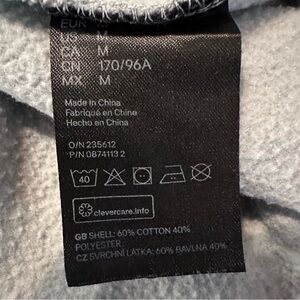 EUR M
US M
CA M
CN 170/96A
MX M
Made in China
Fabriqué en Chine
Hecho en China
O/N 235612
P/N 0874113 2
40
clevercare.info
GB SHELL: 60% COTTON 40%
POLYESTER.
CZ SVRCHNÍ LÁTKA: 60% BAVLNA 40%